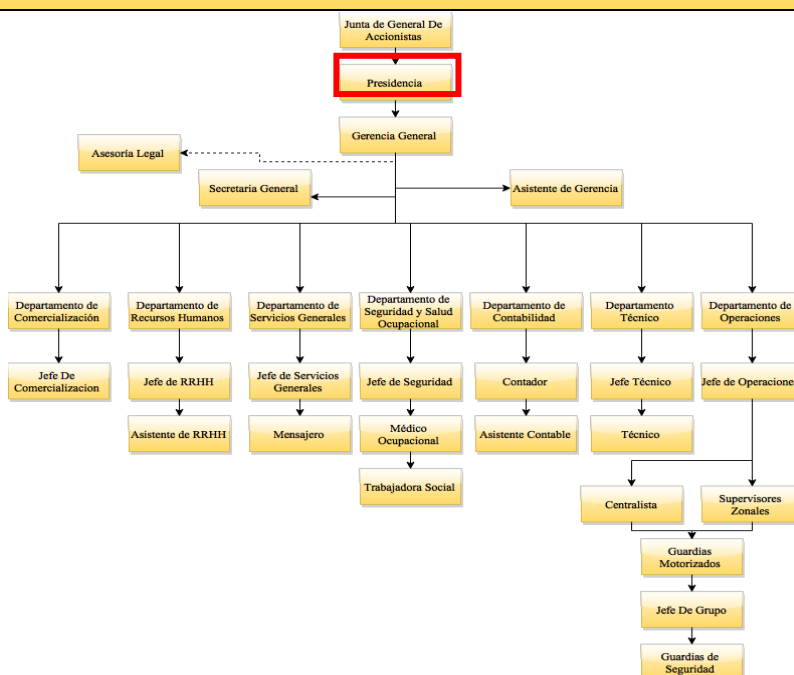 Junta de General De
Accionistas
Presidencia
Gerencia General
Asesoría Legal
Secretaria General
Asistente de Gerencia
Departamento de
Comercialización
Departamento de
Recursos Humanos
Departamento de
Servicios Generales
Departamento de
Seguridad y Salud
Ocupacional
Departamento de
Contabilidad
Departamento
Técnico
Departamento de
Operaciones
Jefe De
Comercializacion
Jefe de RRHH
Jefe de Servicios
Generales
Jefe de Seguridad
Contador
Jefe Técnico
Jefe de Operacione
Asistente de RRHH
Mensajero
Médico
Ocupacional
Asistente Contable
Técnico
Trabajadora Social
Centralista
Supervisores
Zonales
Guardias
Motorizados
Jefe De Grupo
Guardias de
Seguridad